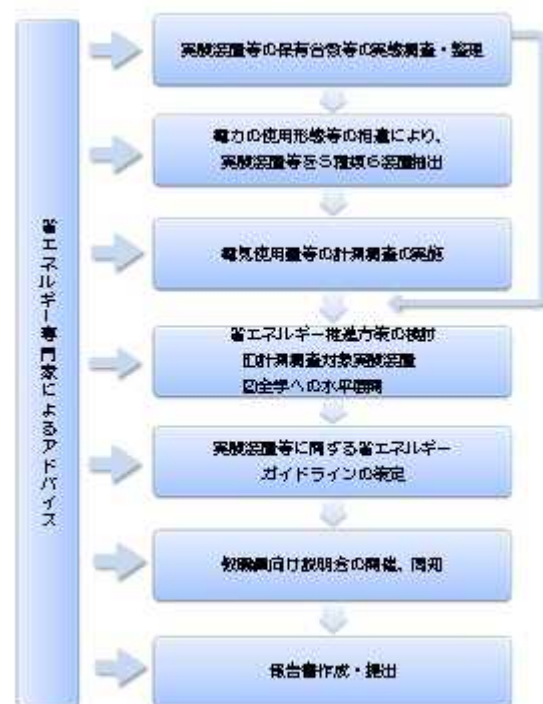 省エネルギー専門家によるアドバイス
実験装置等の保有台数等の実態調査・整理
電力の使用形態等の相違により、
実験装置等を5種類6装置抽出
電気使用量等の計測調査の実施
省エネルギー推進方策の検討
①計測調査対象実験装置
②全学への水平展開
実験装置等に関する省エネルギー
ガイドラインの策定
教職員向け説明会の開催、周知
報告書作成・提出